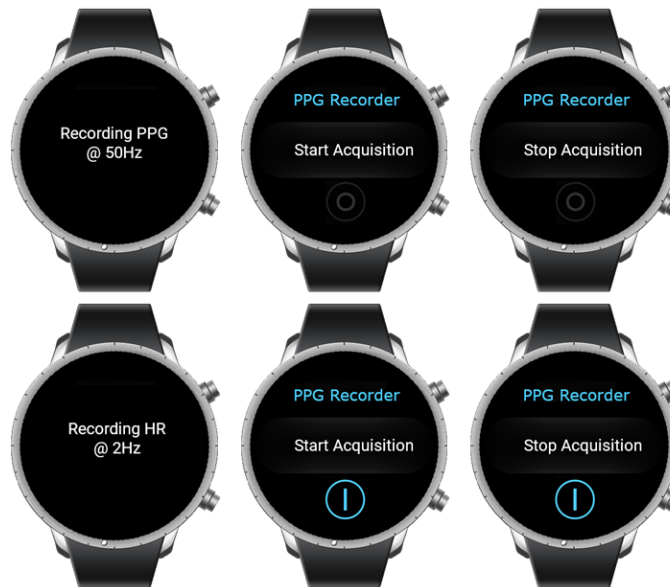 Recording PPG
@ 50Hz
PPG Recorder
Start Acquisition
PPG Recorder
Stop Acquisition
Recording HR
@ 2Hz
PPG Recorder
Start Acquisition
PPG Recorder
Stop Acquisition